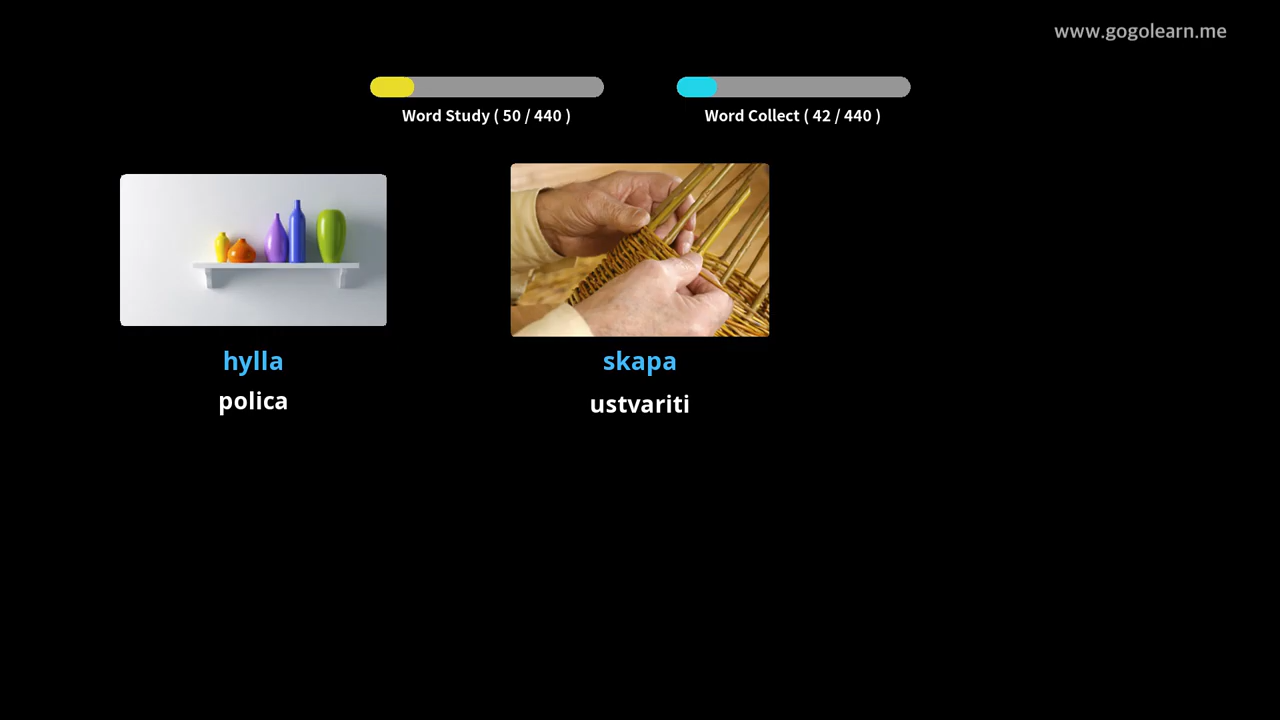 www.gogolearn.me
Word Study ( 50 / 440 )
Word Collect ( 42 / 440 )
hylla
polica
skapa
ustvariti